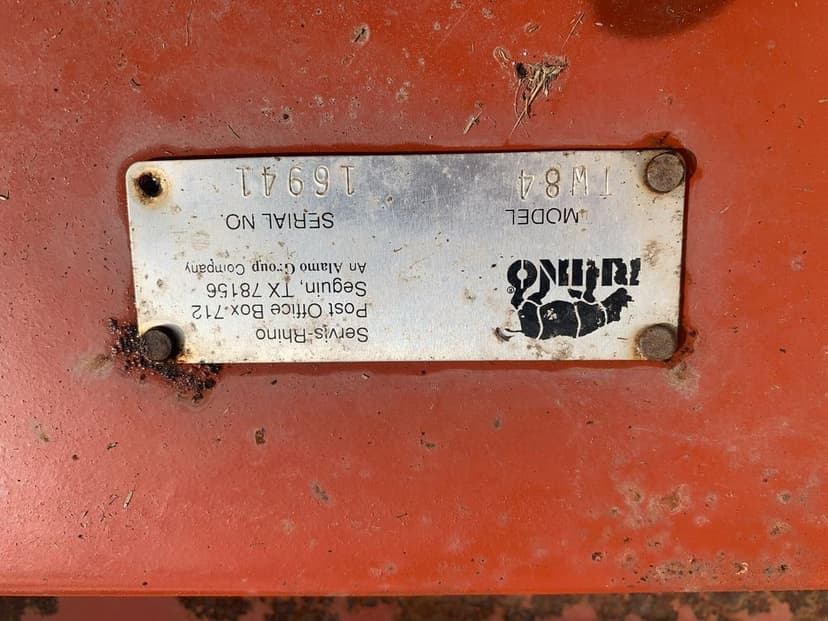 rhino®
Servis-Rhino
Post Office Box 712
Seguin, TX 78156
An Alamo Group Company
MODEL
TW84
SERIAL NO.
16941